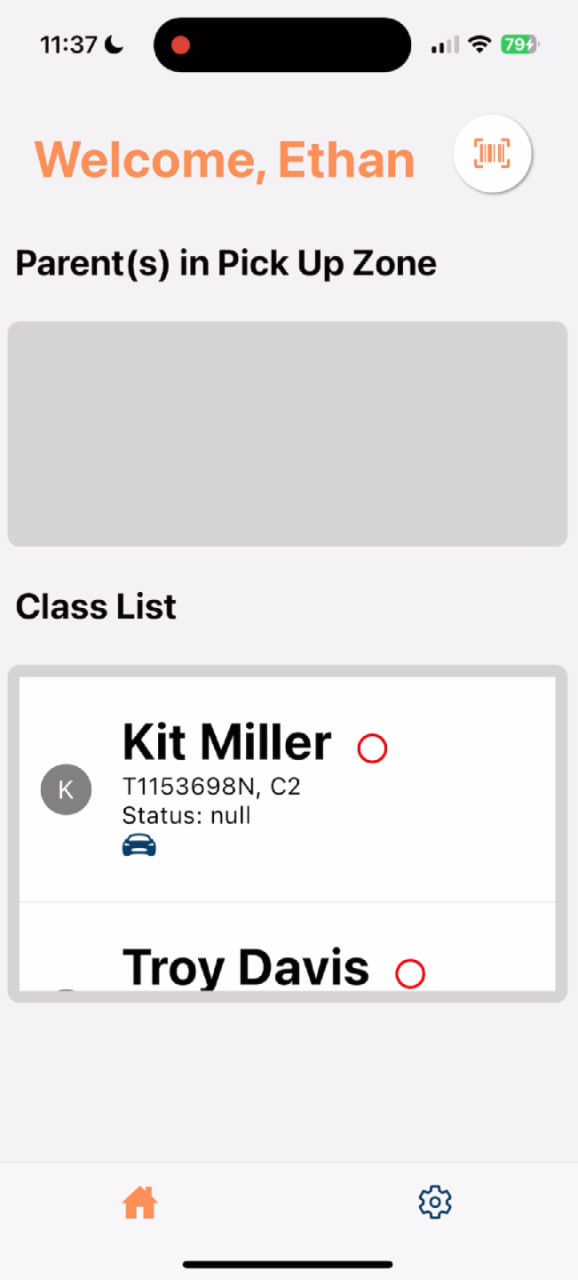 11:37
79
Welcome, Ethan
Parent(s) in Pick Up Zone
Class List
Kit Miller
K
T1153698N, C2
Status: null
Troy Davis